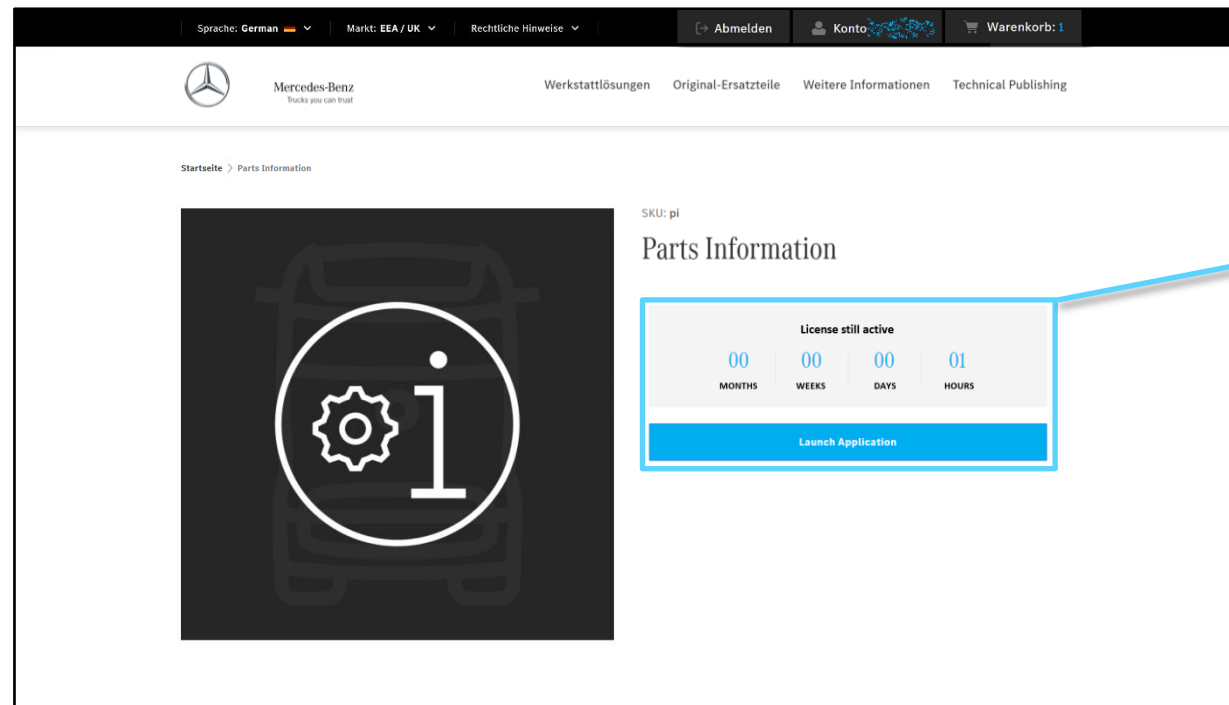 Sprache: German Markt: EEA / UK Rechtliche Hinweise Abmelden Konto Warenkorb: 1
Mercedes-Benz
Trucks you can trust
Werkstattlösungen Original-Ersatzteile Weitere Informationen Technical Publishing
Startseite > Parts Information
SKU: pi
Parts Information
License still active
00 00 00 01
MONTHS WEEKS DAYS HOURS
Launch Application